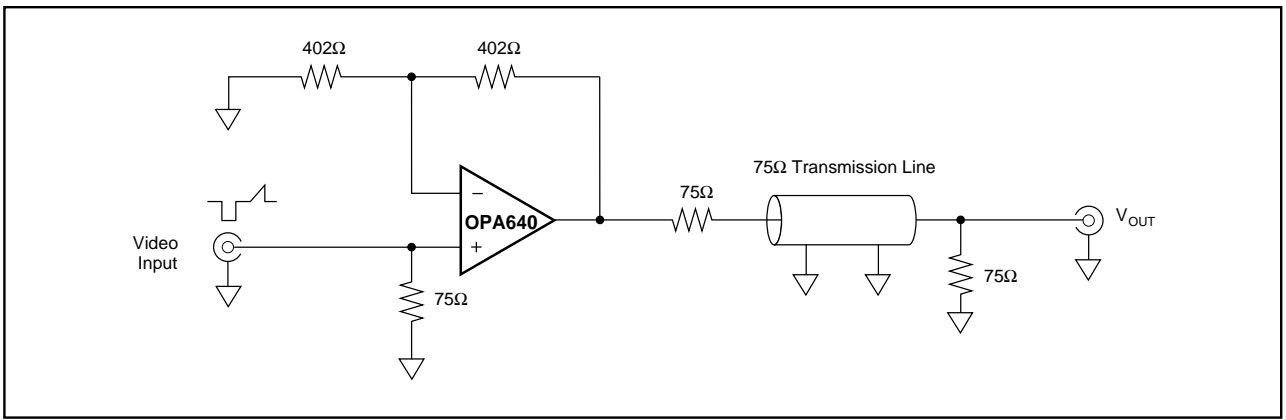 402Ω
402Ω
75Ω Transmission Line
75Ω
−
OPA640
+
Video
Input
75Ω
75Ω
VOUT